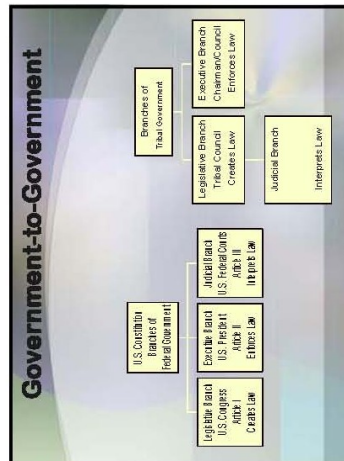 Government-to-Government
U.S. Constitution
Branches of
Federal Government
Legislative Branch
U.S. Congress
Article I
Creates Law
Executive Branch
U.S. President
Article II
Enforces Law
Judicial Branch
U.S. Federal Courts
Article III
Interprets Law
Branches of
Tribal Government
Legislative Branch
Tribal Council
Creates Law
Executive Branch
Chairman/Council
Enforces Law
Judicial Branch
Interprets Law